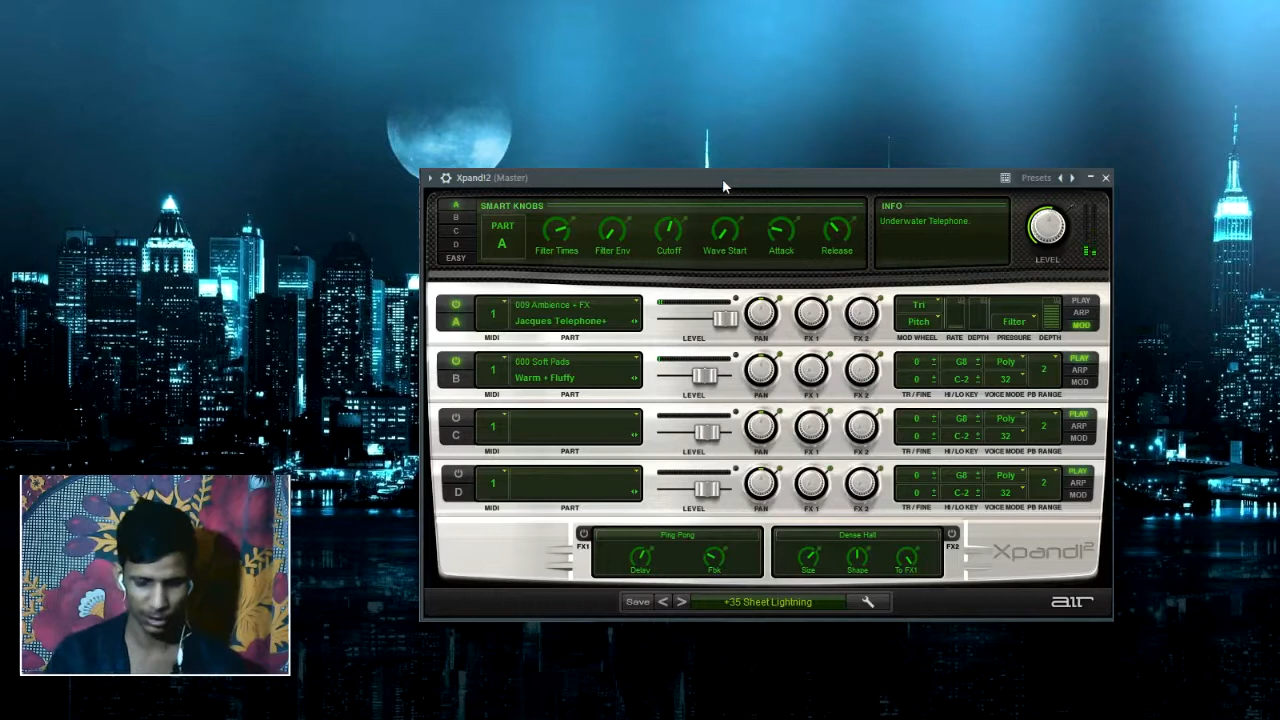 Xpand!2 (Master)
Presets
A
B
C
D
EASY
SMART KNOBS
PART
A
Filter Times
Filter Env
Cutoff
Wave Start
Attack
Release
INFO
Underwater Telephone.
LEVEL
A
1
009 Ambience + FX
Jacques Telephone+
MIDI PART LEVEL PAN FX 1 FX 2
Tri
Pitch
Filter
MOD WHEEL RATE DEPTH PRESSURE DEPTH
PLAY
ARP
MOD
B
1
000 Soft Pads
Warm + Fluffy
MIDI PART LEVEL PAN FX 1 FX 2
0 G8 Poly 2
0 C-2 32
TR / FINE HI / LO KEY VOICE MODE PB RANGE
PLAY
ARP
MOD
C
1
MIDI PART LEVEL PAN FX 1 FX 2
0 G8 Poly 2
0 C-2 32
TR / FINE HI / LO KEY VOICE MODE PB RANGE
PLAY
ARP
MOD
D
1
MIDI PART LEVEL PAN FX 1 FX 2
0 G8 Poly 2
0 C-2 32
TR / FINE HI / LO KEY VOICE MODE PB RANGE
PLAY
ARP
MOD
FX1
Ping Pong
Delay Fbk
Dense Hall
Size Shape To FX1
FX2
Xpand!2
Save < > +35 Sheet Lightning
air